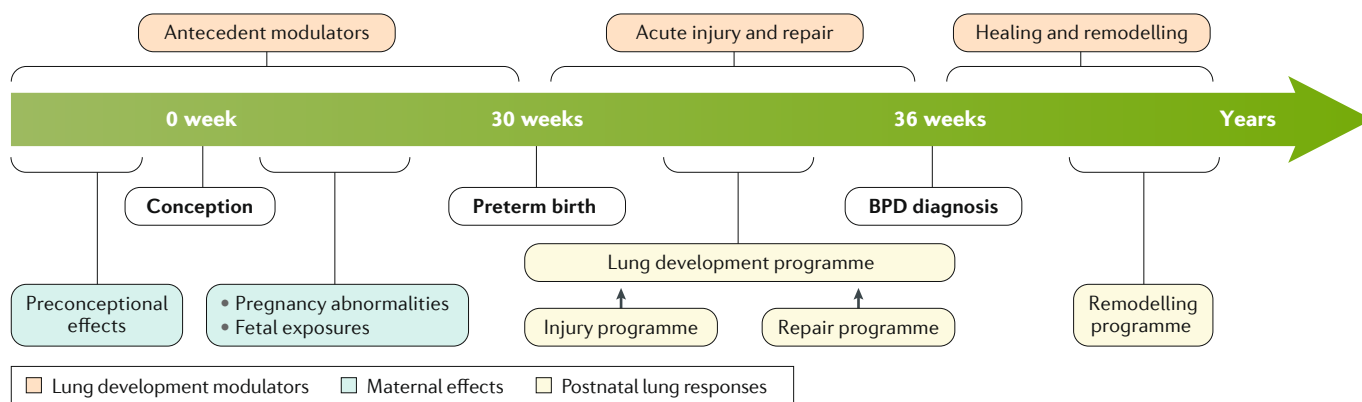 Antecedent modulators
Acute injury and repair
Healing and remodelling
0 week
30 weeks
36 weeks
Years
Conception
Preterm birth
BPD diagnosis
Lung development programme
Preconceptional
effects
• Pregnancy abnormalities
• Fetal exposures
Injury programme
Repair programme
Remodelling
programme
Lung development modulators
Maternal effects
Postnatal lung responses